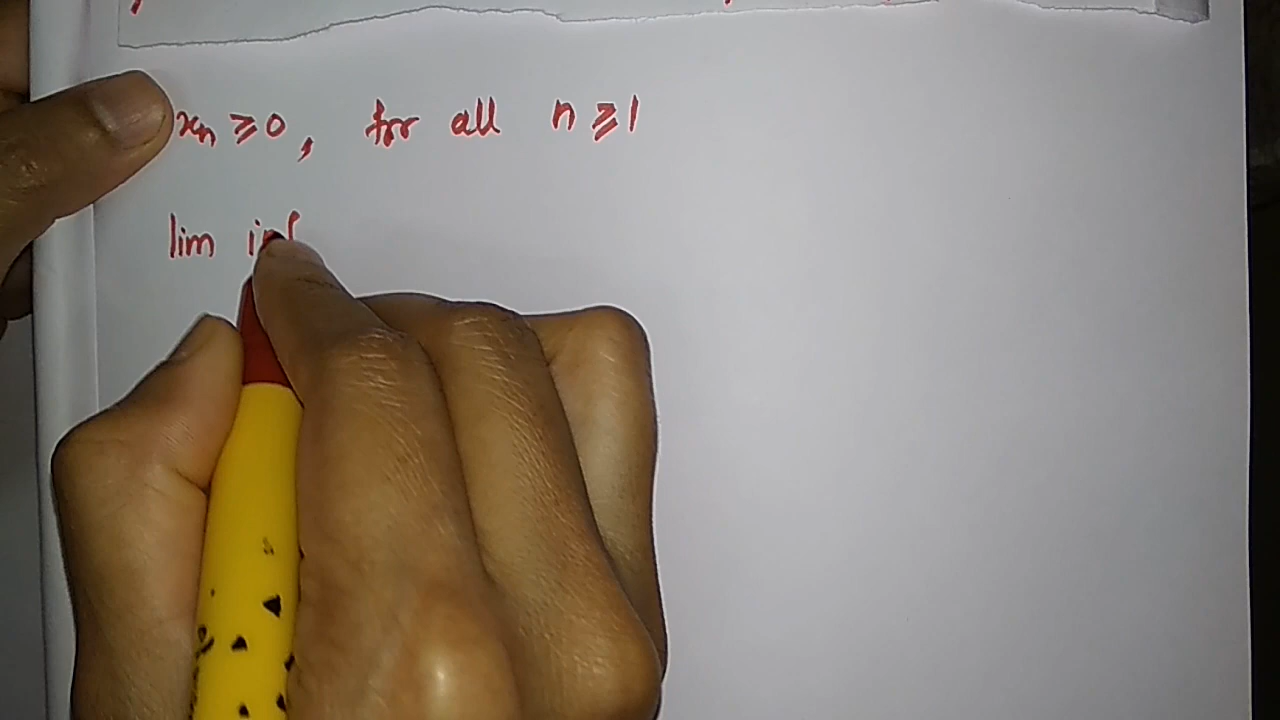 xₙ ≥ 0, for all n ≥ 1
lim inf